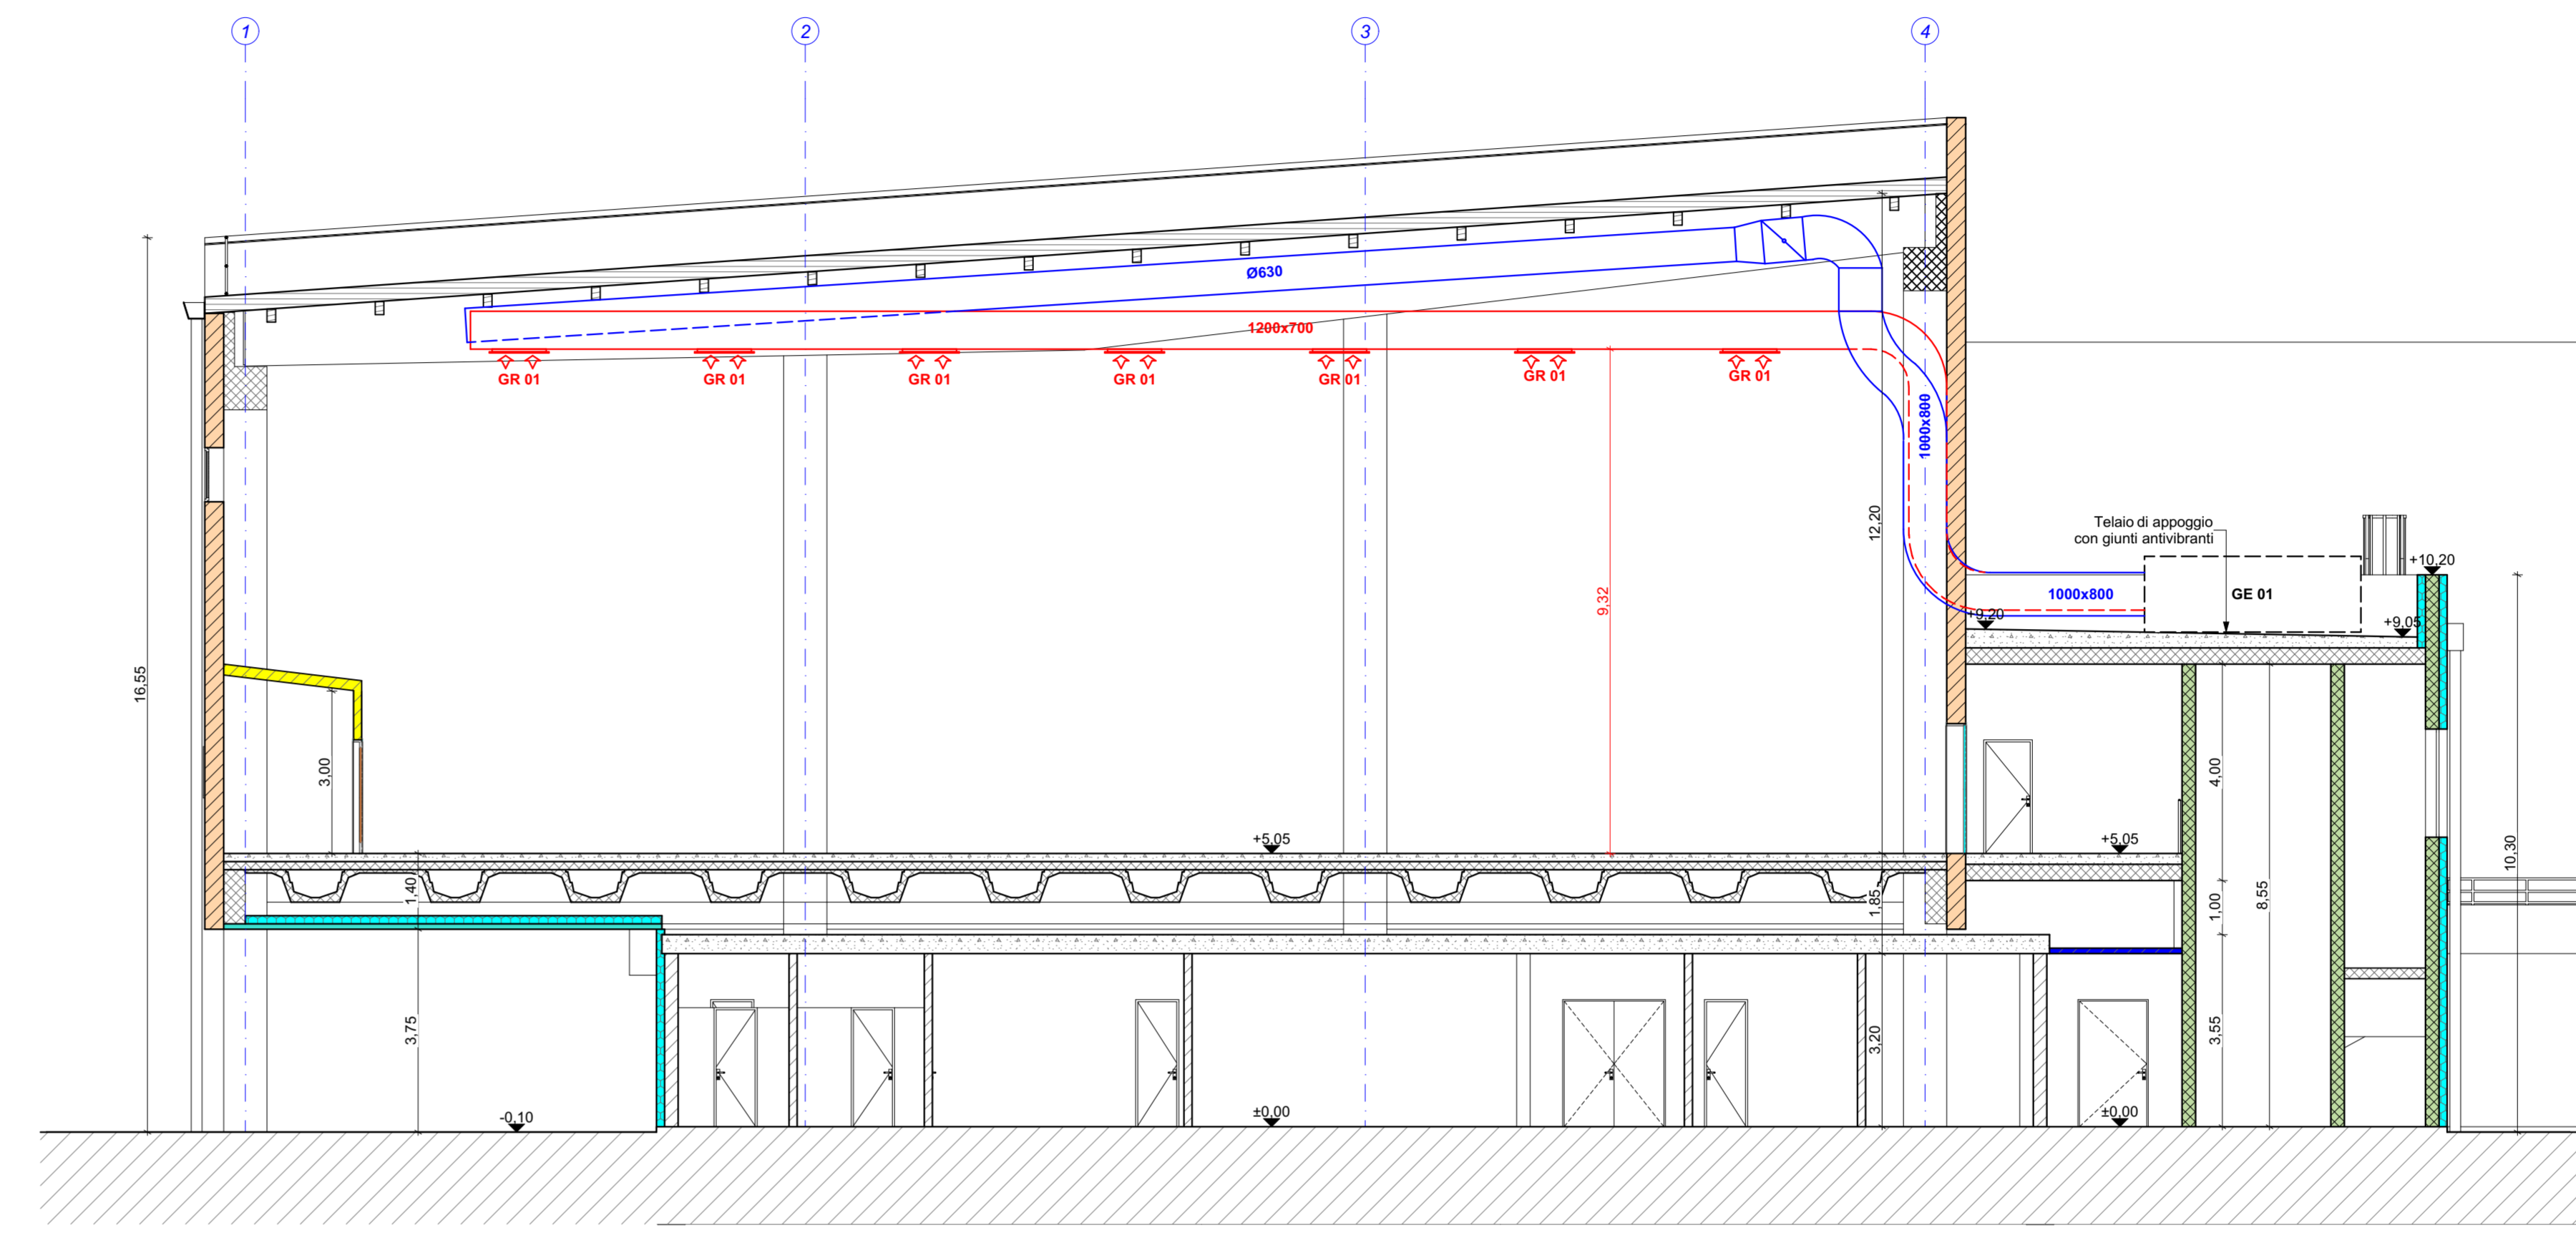 1
2
3
4
Ø630
1200x700
GR 01
GR 01
GR 01
GR 01
GR 01
GR 01
GR 01
1000x800
12,20
9,32
16,55
Telaio di appoggio
con giunti antivibranti
+10,20
1000x800
GE 01
+9,20
+9,05
3,00
4,00
+5,05
+5,05
1,40
1,85
1,00
8,55
10,30
3,75
3,20
3,55
-0,10
±0,00
±0,00